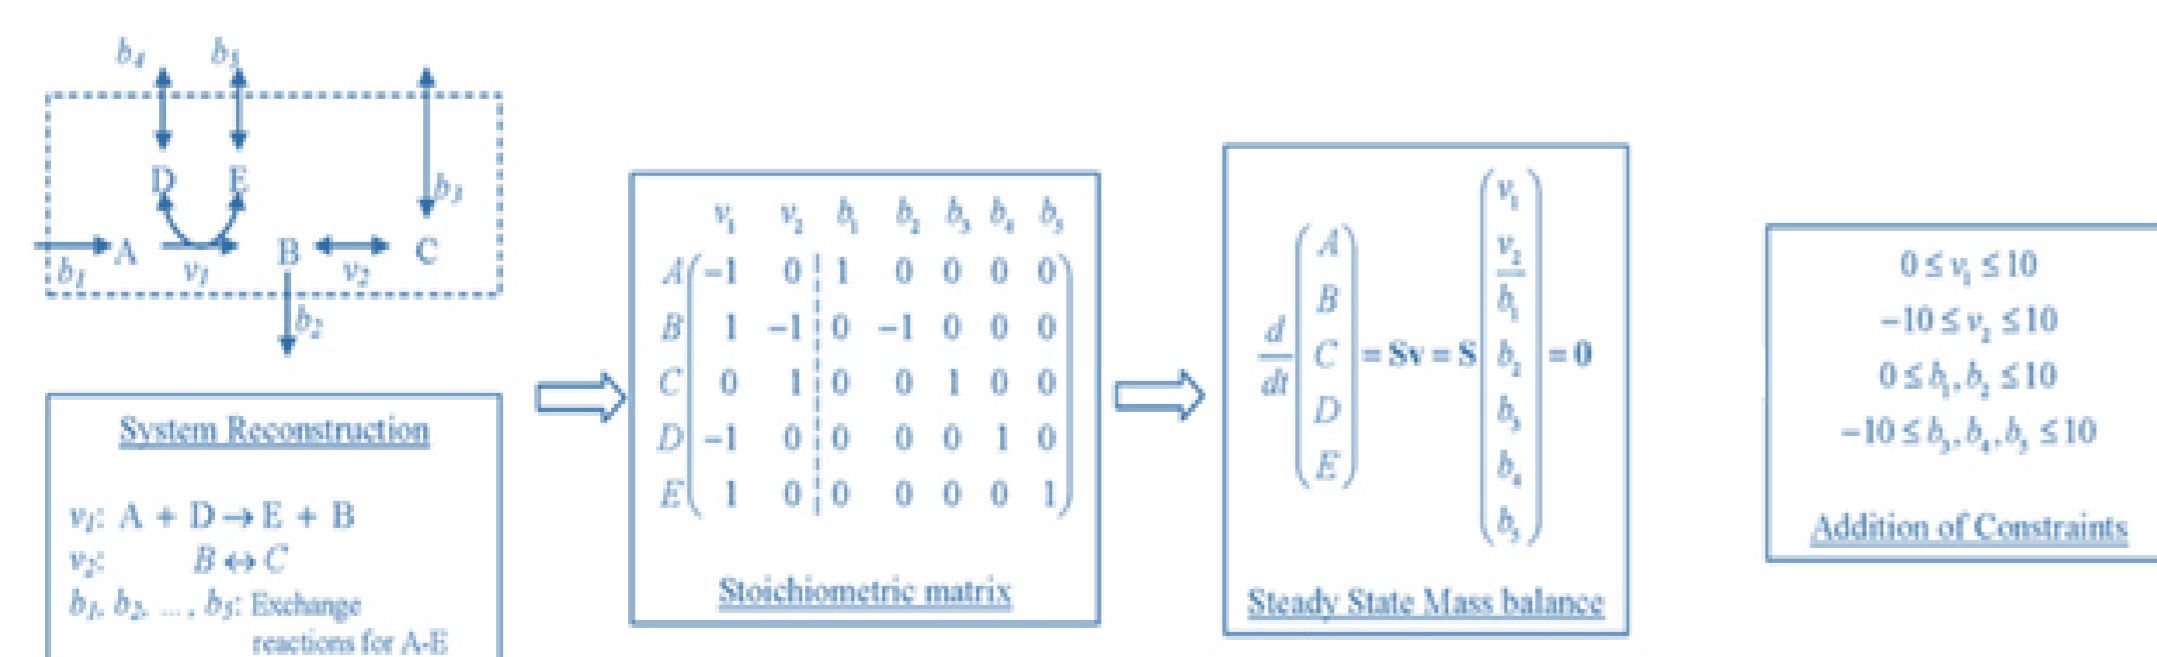 b4 b5
D E
b3
A B C
b1 v1 v2
b2
System Reconstruction
v1: A + D → E + B
v2: B ↔ C
b1, b2, ... , b5: Exchange
reactions for A-E
v1 v2 b1 b2 b3 b4 b5
A −1 0 1 0 0 0 0
B 1 −1 0 −1 0 0 0
C 0 1 0 0 1 0 0
D −1 0 0 0 0 1 0
E 1 0 0 0 0 0 1
Stoichiometric matrix
d/dt (A B C D E) = Sv = S (v1 v2 b1 b2 b3 b4 b5) = 0
Steady State Mass balance
0 ≤ v1 ≤ 10
−10 ≤ v2 ≤ 10
0 ≤ b1, b2 ≤ 10
−10 ≤ b3, b4, b5 ≤ 10
Addition of Constraints